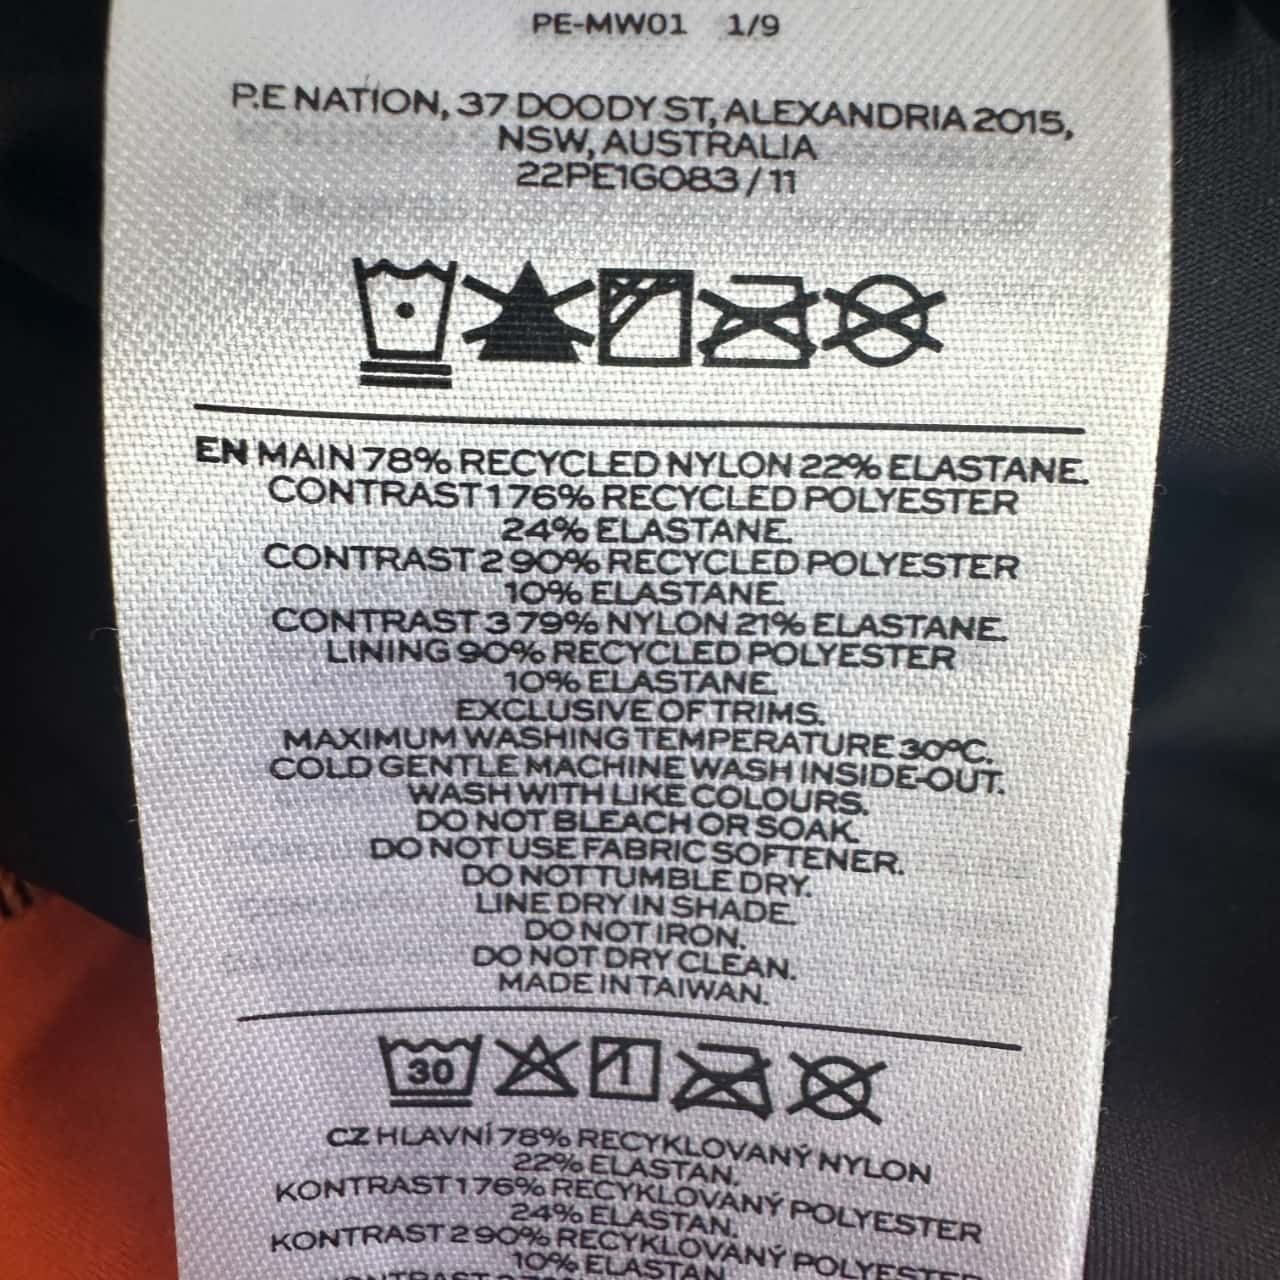 PE-MW01 1/9
P.E NATION, 37 DOODY ST, ALEXANDRIA 2015,
NSW, AUSTRALIA
22PE1G083 / 11
EN MAIN 78% RECYCLED NYLON 22% ELASTANE.
CONTRAST 1 76% RECYCLED POLYESTER
24% ELASTANE.
CONTRAST 2 90% RECYCLED POLYESTER
10% ELASTANE.
CONTRAST 3 79% NYLON 21% ELASTANE.
LINING 90% RECYCLED POLYESTER
10% ELASTANE.
EXCLUSIVE OF TRIMS.
MAXIMUM WASHING TEMPERATURE 30ºC.
COLD GENTLE MACHINE WASH INSIDE-OUT.
WASH WITH LIKE COLOURS.
DO NOT BLEACH OR SOAK.
DO NOT USE FABRIC SOFTENER.
DO NOT TUMBLE DRY.
LINE DRY IN SHADE.
DO NOT IRON.
DO NOT DRY CLEAN.
MADE IN TAIWAN.
30
CZ HLAVNÍ 78% RECYKLOVANÝ NYLON
22% ELASTAN.
KONTRAST 1 76% RECYKLOVANÝ POLYESTER
24% ELASTAN.
KONTRAST 2 90% RECYKLOVANÝ POLYESTER
10% ELASTAN.